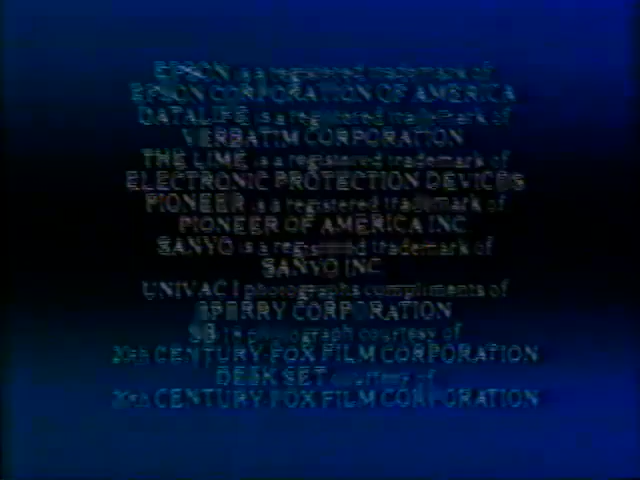 EPSON is a registered trademark of
EPSON CORPORATION OF AMERICA
DATALIFE is a registered trademark of
VERBATIM CORPORATION
THE LIME is a registered trademark of
ELECTRONIC PROTECTION DEVICES
PIONEER is a registered trademark of
PIONEER OF AMERICA INC
SANYO is a registered trademark of
SANYO INC
UNIVAC I photographs compliments of
SPERRY CORPORATION
photograph courtesy of
20th CENTURY-FOX FILM CORPORATION
DESK SET courtesy of
20th CENTURY-FOX FILM CORPORATION